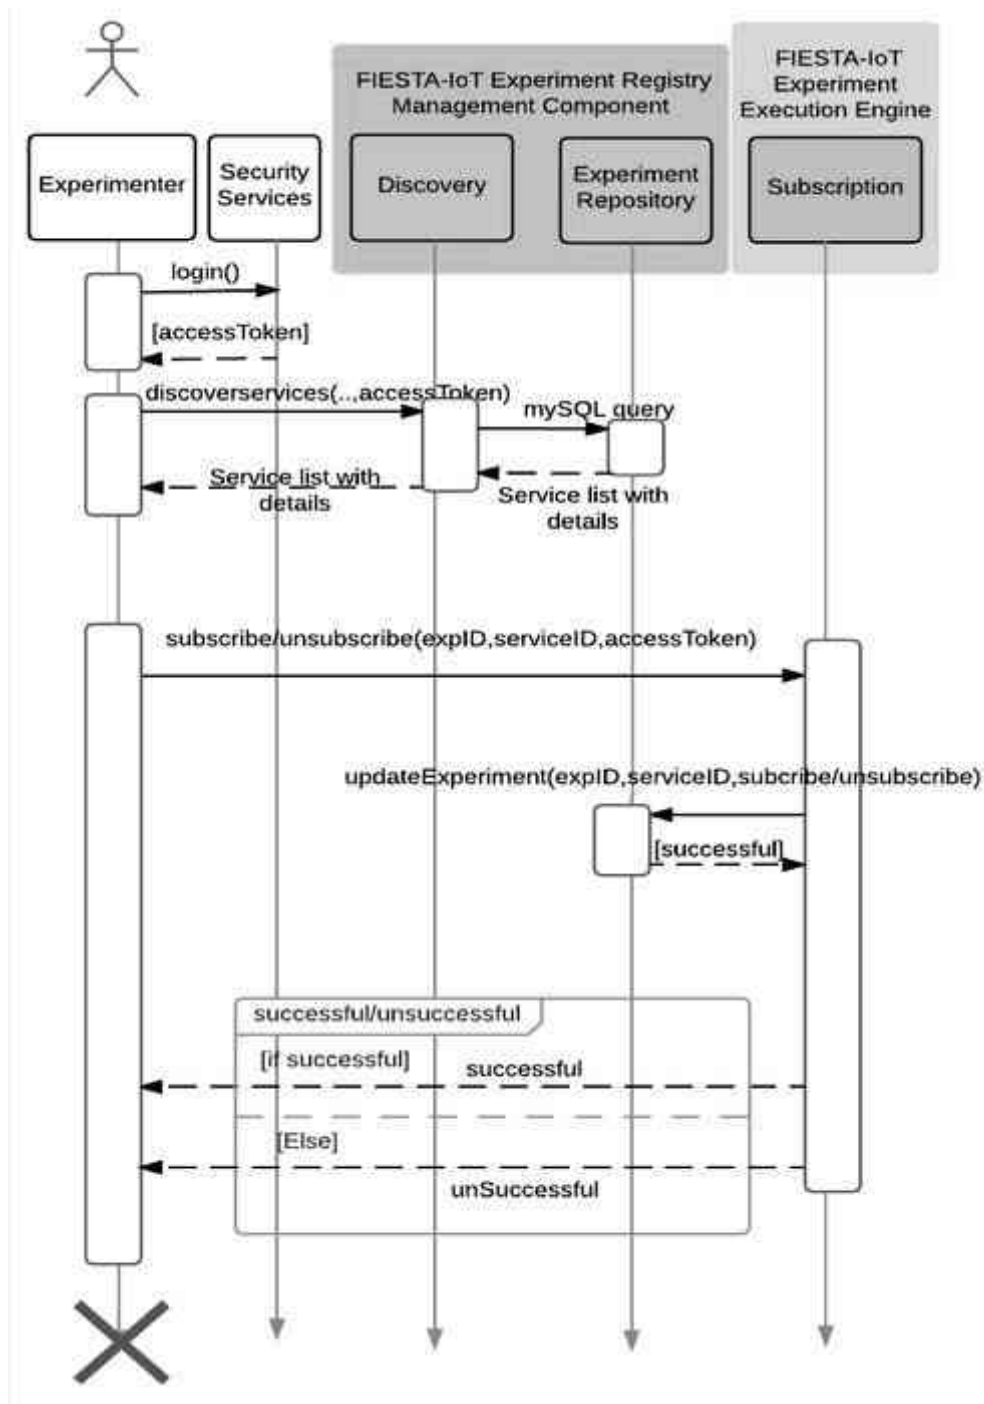 FIESTA-IoT Experiment Registry
Management Component
FIESTA-IoT
Experiment
Execution Engine
Experimenter
Security
Services
Discovery
Experiment
Repository
Subscription
login()
[accessToken]
discoverservices(..,accessToken)
mySQL query
Service list with
details
Service list with
details
subscribe/unsubscribe(expID,serviceID,accessToken)
updateExperiment(expID,serviceID,subcribe/unsubscribe)
[successful]
successful/unsuccessful
[if successful]
successful
[Else]
unSuccessful